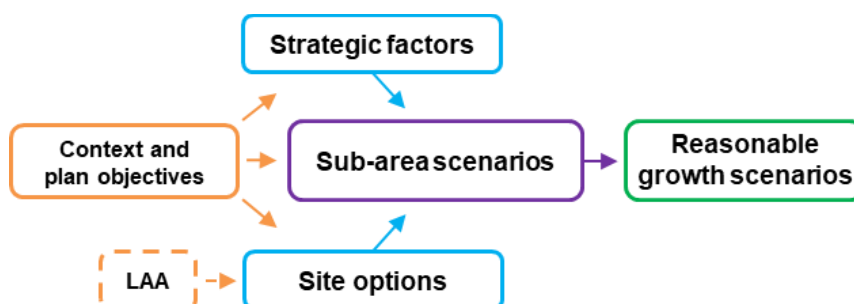 Strategic factors
Context and
plan objectives
Sub-area scenarios
Reasonable
growth scenarios
LAA
Site options